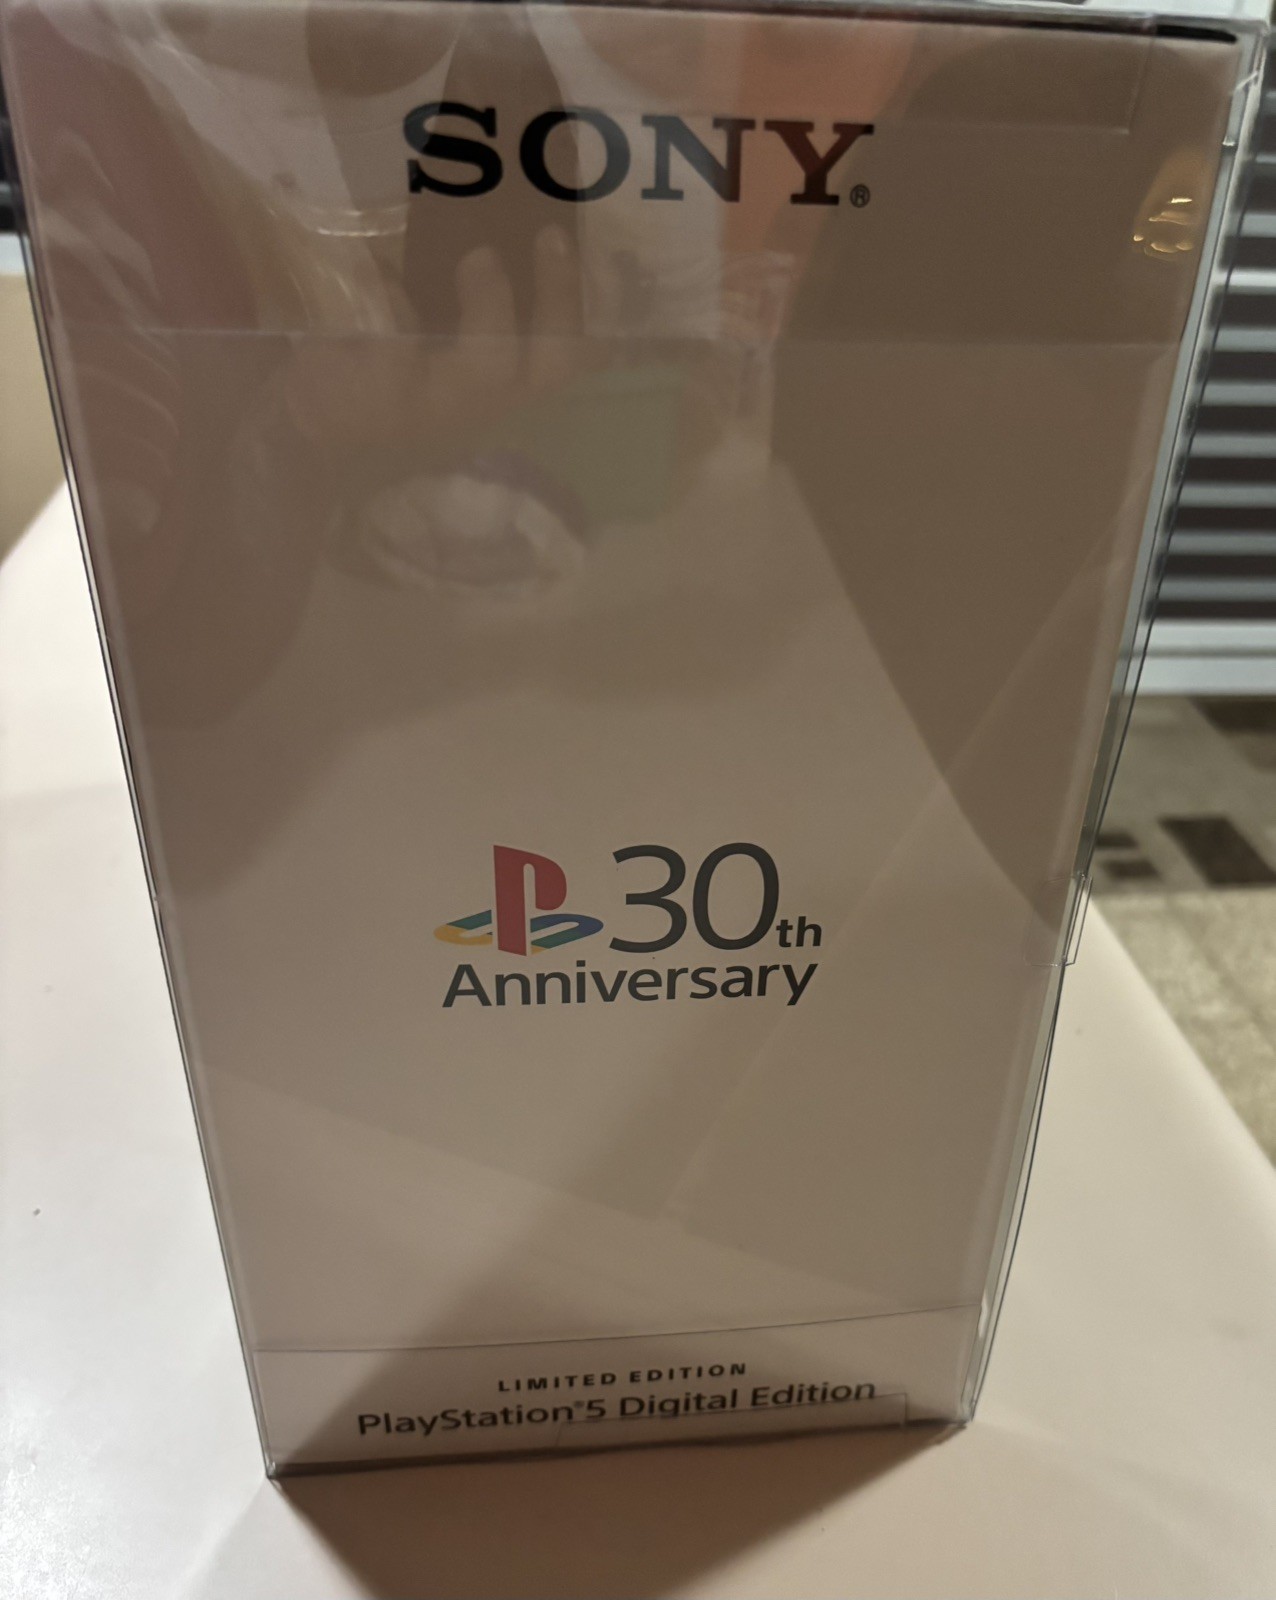 SONY®
30th
Anniversary
LIMITED EDITION
PlayStation®5 Digital Edition